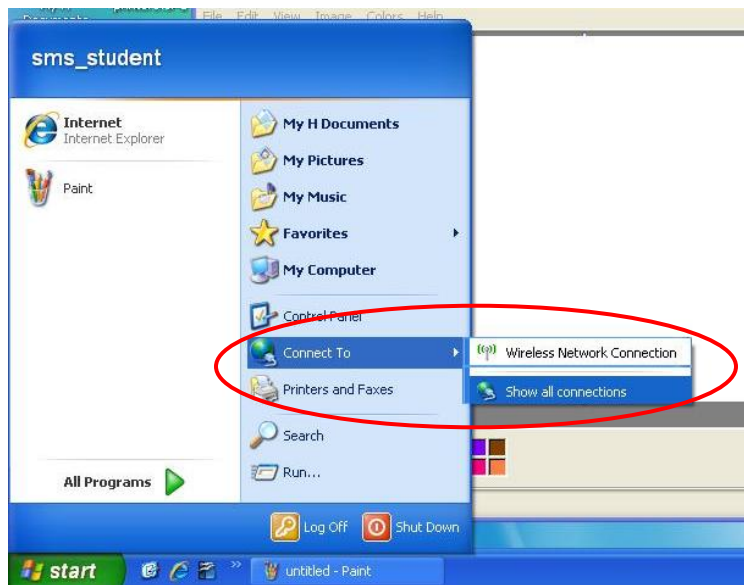 Documents
File Edit View Image Colors Help
sms_student
Internet
Internet Explorer
Paint
All Programs
My H Documents
My Pictures
My Music
Favorites
My Computer
Control Panel
Connect To
Printers and Faxes
Search
Run...
Wireless Network Connection
Show all connections
Log Off
Shut Down
start
untitled - Paint